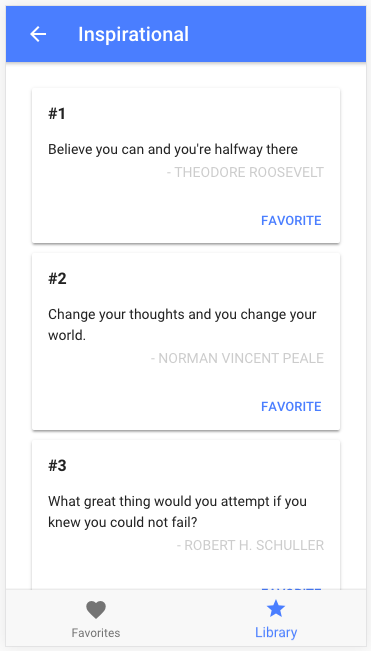 Inspirational
#1
Believe you can and you're halfway there
- THEODORE ROOSEVELT
FAVORITE
#2
Change your thoughts and you change your
world.
- NORMAN VINCENT PEALE
FAVORITE
#3
What great thing would you attempt if you
knew you could not fail?
- ROBERT H. SCHULLER
Favorites
Library